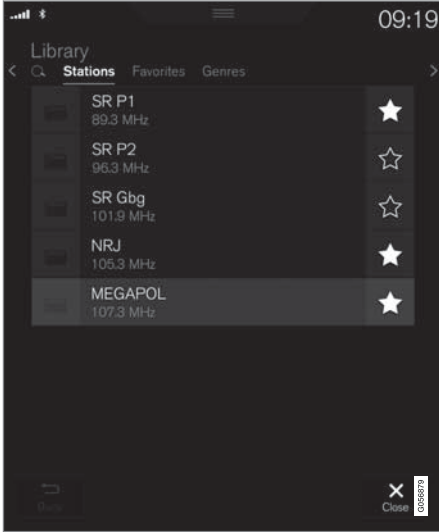 09:19
Library
Stations Favorites Genres
SR P1
89.3 MHz
SR P2
96.3 MHz
SR Gbg
101.9 MHz
NRJ
105.3 MHz
MEGAPOL
107.3 MHz
Back
Close
G056879